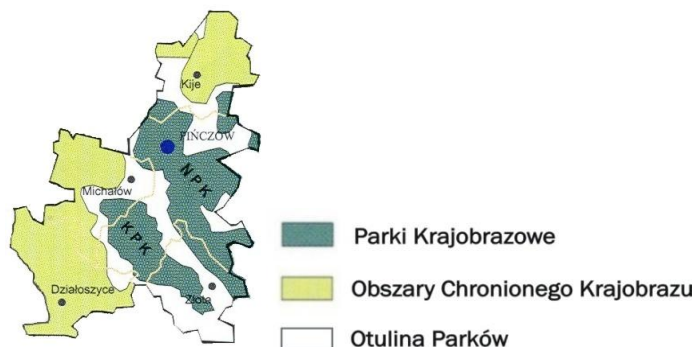 Kije
PIŃCZÓW
NPK
Michałów
KPK
Działoszyce
Złota
Parki Krajobrazowe
Obszary Chronionego Krajobrazu
Otulina Parków